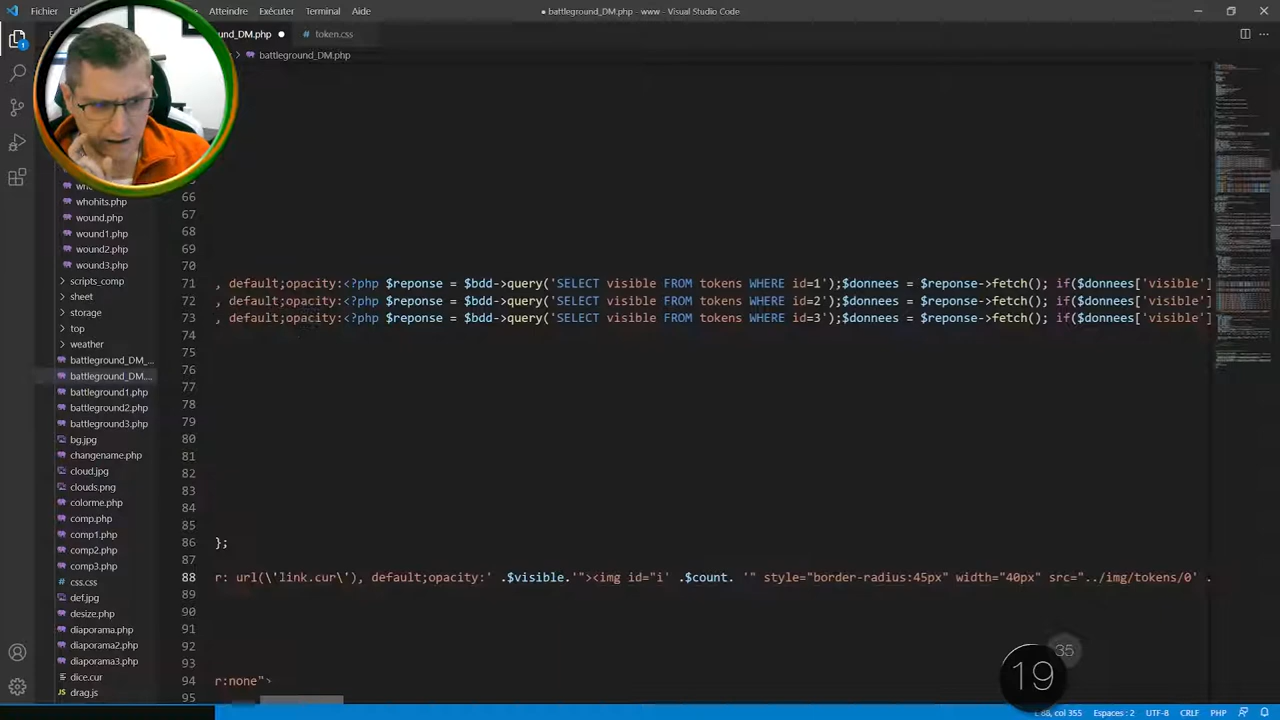 Fichier
Atteindre Exécuter Terminal Aide
● battleground_DM.php - www - Visual Studio Code
und_DM.php ● token.css
> battleground_DM.php
whohits.php
wound.php
wound1.php
wound2.php
wound3.php
> scripts_comp
> sheet
> storage
> top
> weather
battleground_DM_...
battleground_DM....
battleground1.php
battleground2.php
battleground3.php
bg.jpg
changename.php
cloud.jpg
clouds.png
colorme.php
comp.php
comp1.php
comp2.php
comp3.php
css.css
def.jpg
desize.php
diaporama.php
diaporama2.php
diaporama3.php
dice.cur
drag.js
66
67
68
69
70
71 , default;opacity:<?php $reponse = $bdd->query('SELECT visible FROM tokens WHERE id=1');$donnees = $reponse->fetch(); if($donnees['visible']
72 , default;opacity:<?php $reponse = $bdd->query('SELECT visible FROM tokens WHERE id=2');$donnees = $reponse->fetch(); if($donnees['visible']
73 , default;opacity:<?php $reponse = $bdd->query('SELECT visible FROM tokens WHERE id=3');$donnees = $reponse->fetch(); if($donnees['visible']
74
75
76
77
78
79
80
81
82
83
84
85
86 };
87
88 r: url(\'link.cur\'), default;opacity:' .$visible.'"><img id="i' .$count. '" style="border-radius:45px" width="40px" src="../img/tokens/0' .
89
90
91
92
93
94 r:none">
95
35
19
L 88, col 355 Espaces : 2 UTF-8 CRLF PHP